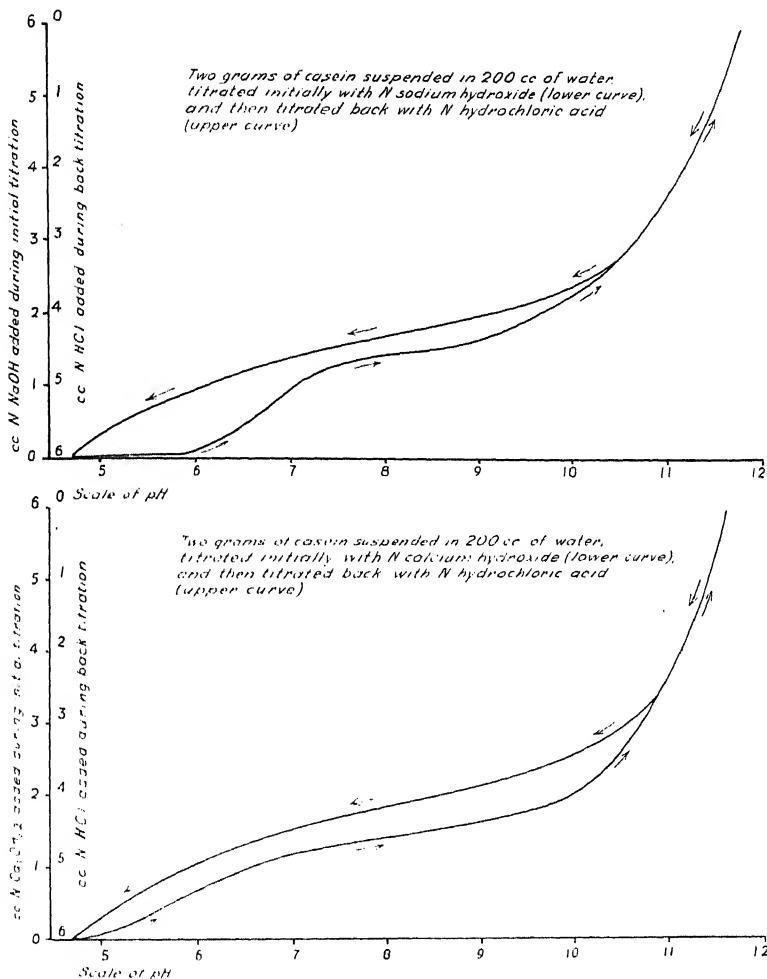 6 0
Two grams of casein suspended in 200 cc of water,
titrated initially with N sodium hydroxide (lower curve),
and then titrated back with N hydrochloric acid
(upper curve)
5 1
4 2
3 3
2 4
1 5
0 6
cc N NaOH added during initial titration
cc N HCl added during back titration
5 6 7 8 9 10 11 12
Scale of pH
6 0
Two grams of casein suspended in 200 cc of water,
titrated initially with N calcium hydroxide (lower curve),
and then titrated back with N hydrochloric acid
(upper curve)
5 1
4 2
3 3
2 4
1 5
0 6
cc N added during titration
cc N HCl added during back titration
5 6 7 8 9 10 11 12
Scale of pH